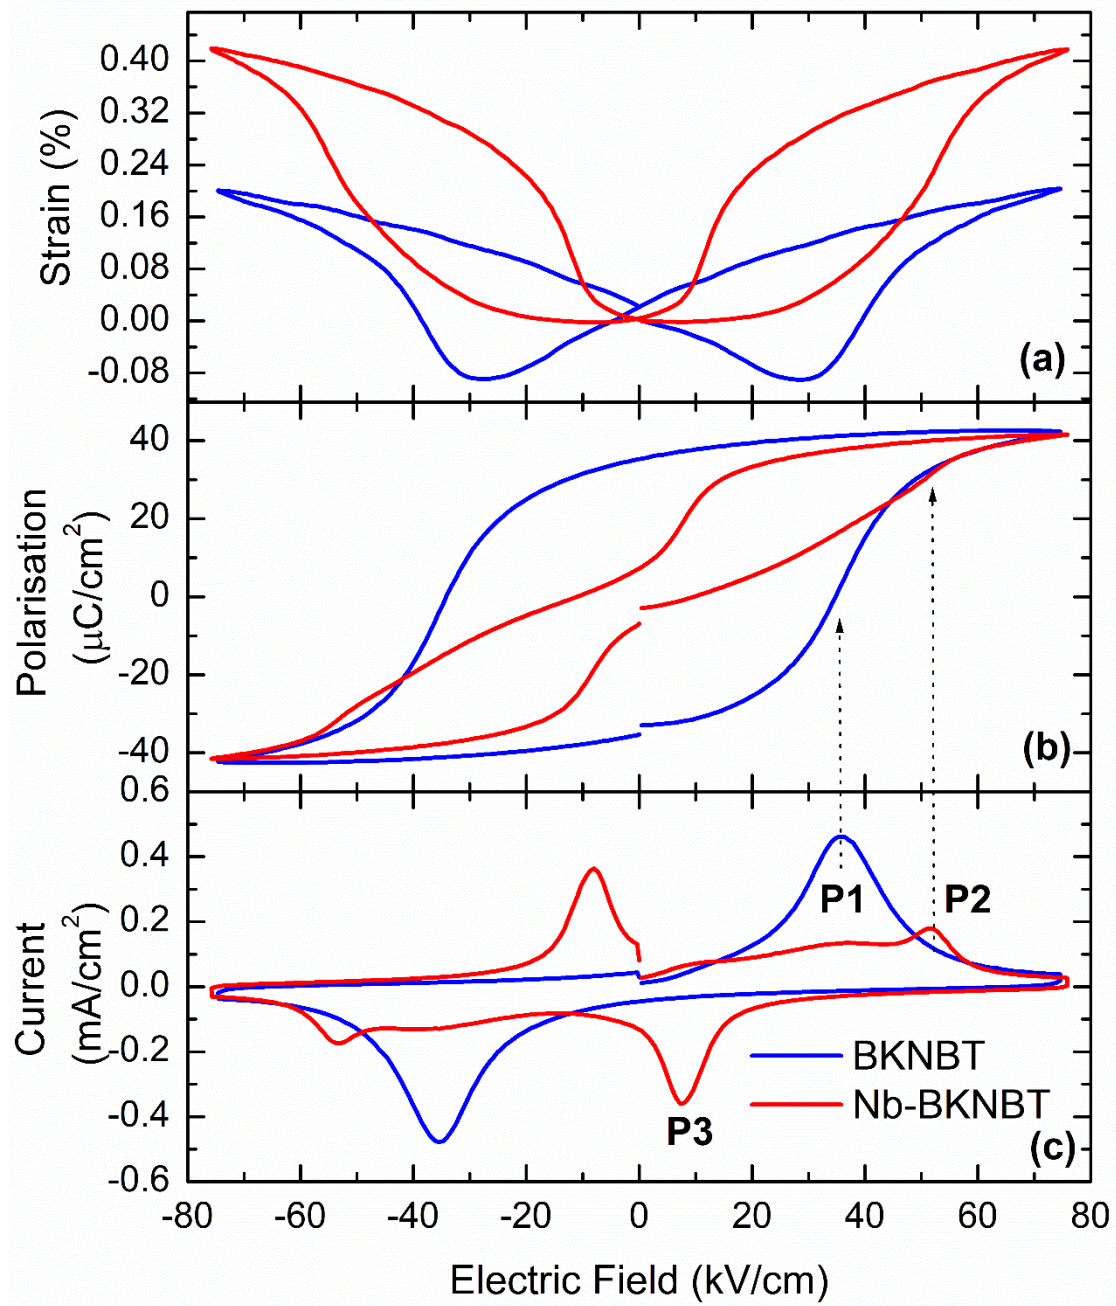 Strain (%)
0.40
0.32
0.24
0.16
0.08
0.00
-0.08
(a)
Polarisation
(μC/cm²)
40
20
0
-20
-40
(b)
Current
(mA/cm²)
0.6
0.4
0.2
0.0
-0.2
-0.4
-0.6
P1
P2
P3
BKNBT
Nb-BKNBT
(c)
-80 -60 -40 -20 0 20 40 60 80
Electric Field (kV/cm)